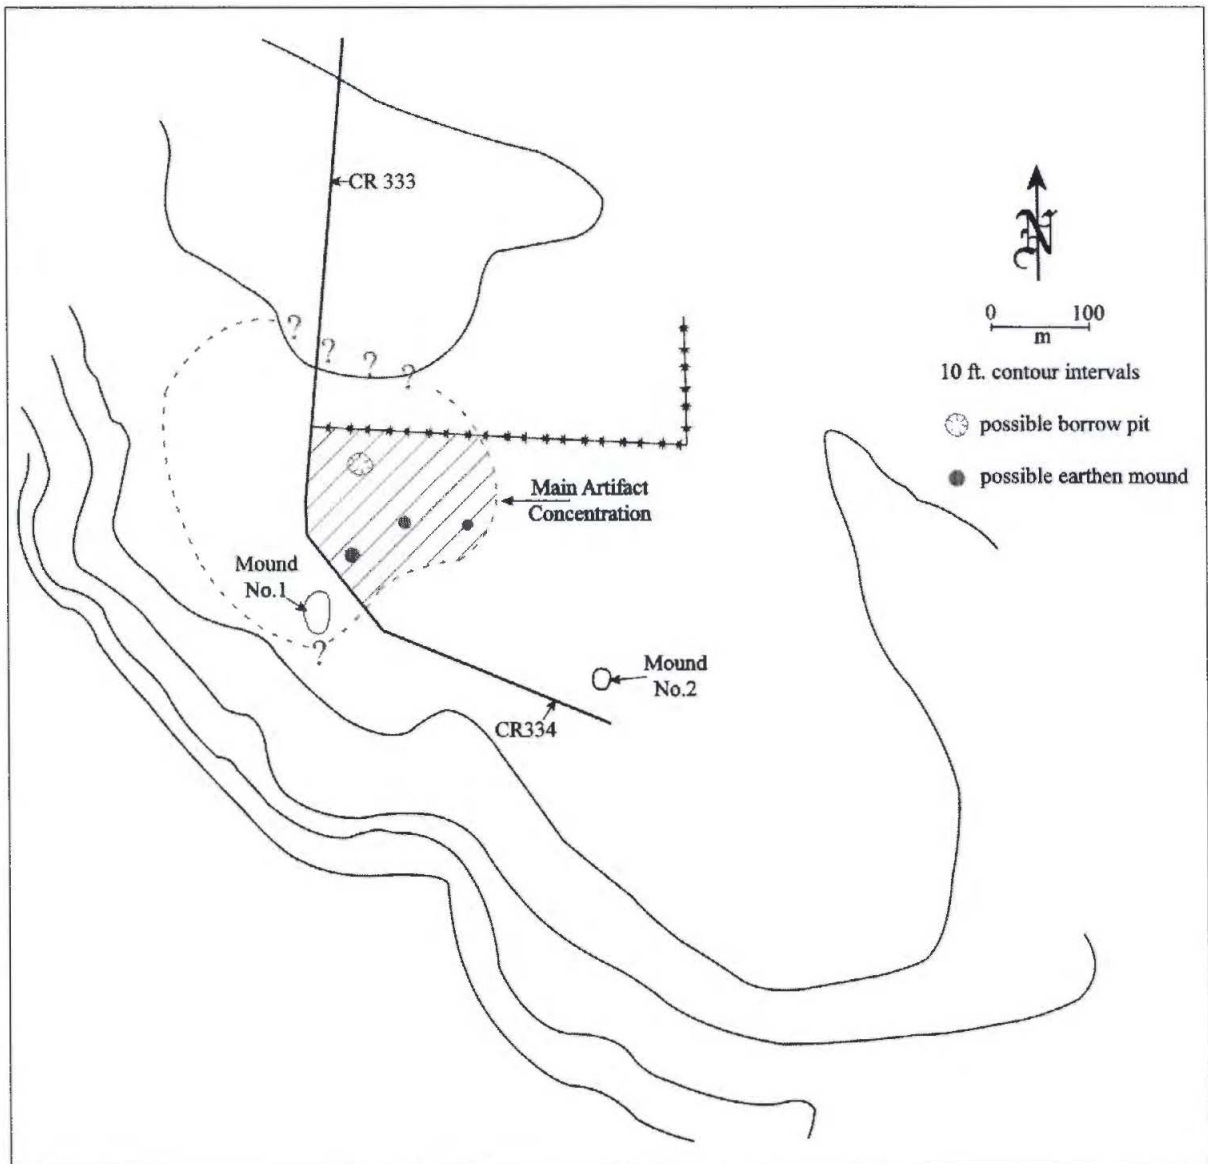 CR 333
N
0 100
m
10 ft. contour intervals
possible borrow pit
possible earthen mound
? ? ? ?
Main Artifact
Concentration
Mound
No.1
?
Mound
No.2
CR334